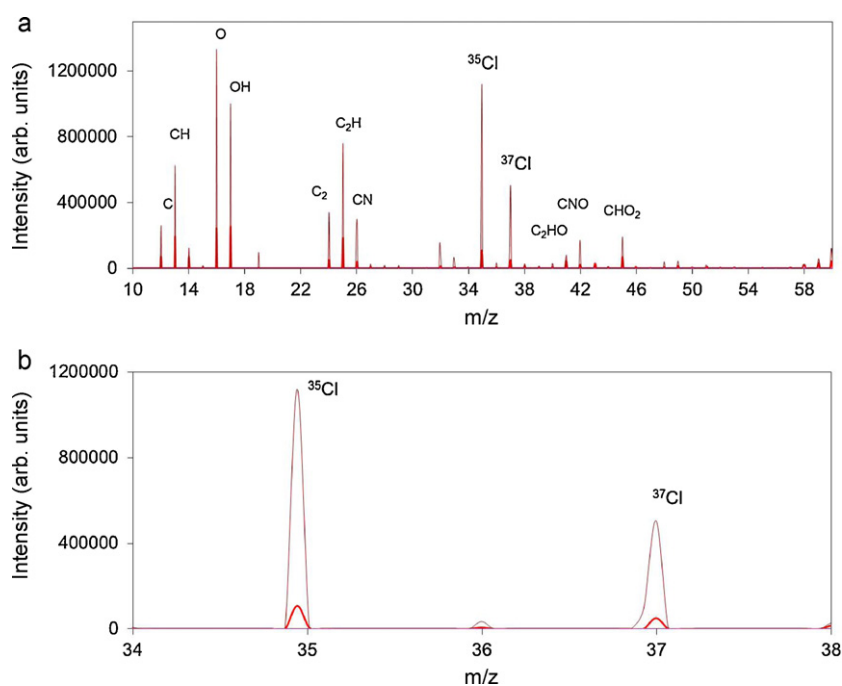 a
O
1200000
³⁵Cl
OH
C₂H
800000
CH
³⁷Cl
Intensity (arb. units)
C₂
CN
CNO
C
400000
C₂HO
CHO₂
0
10 14 18 22 26 30 34 38 42 46 50 54 58
m/z
b
1200000
³⁵Cl
800000
³⁷Cl
Intensity (arb. units)
400000
0
34 35 36 37 38
m/z